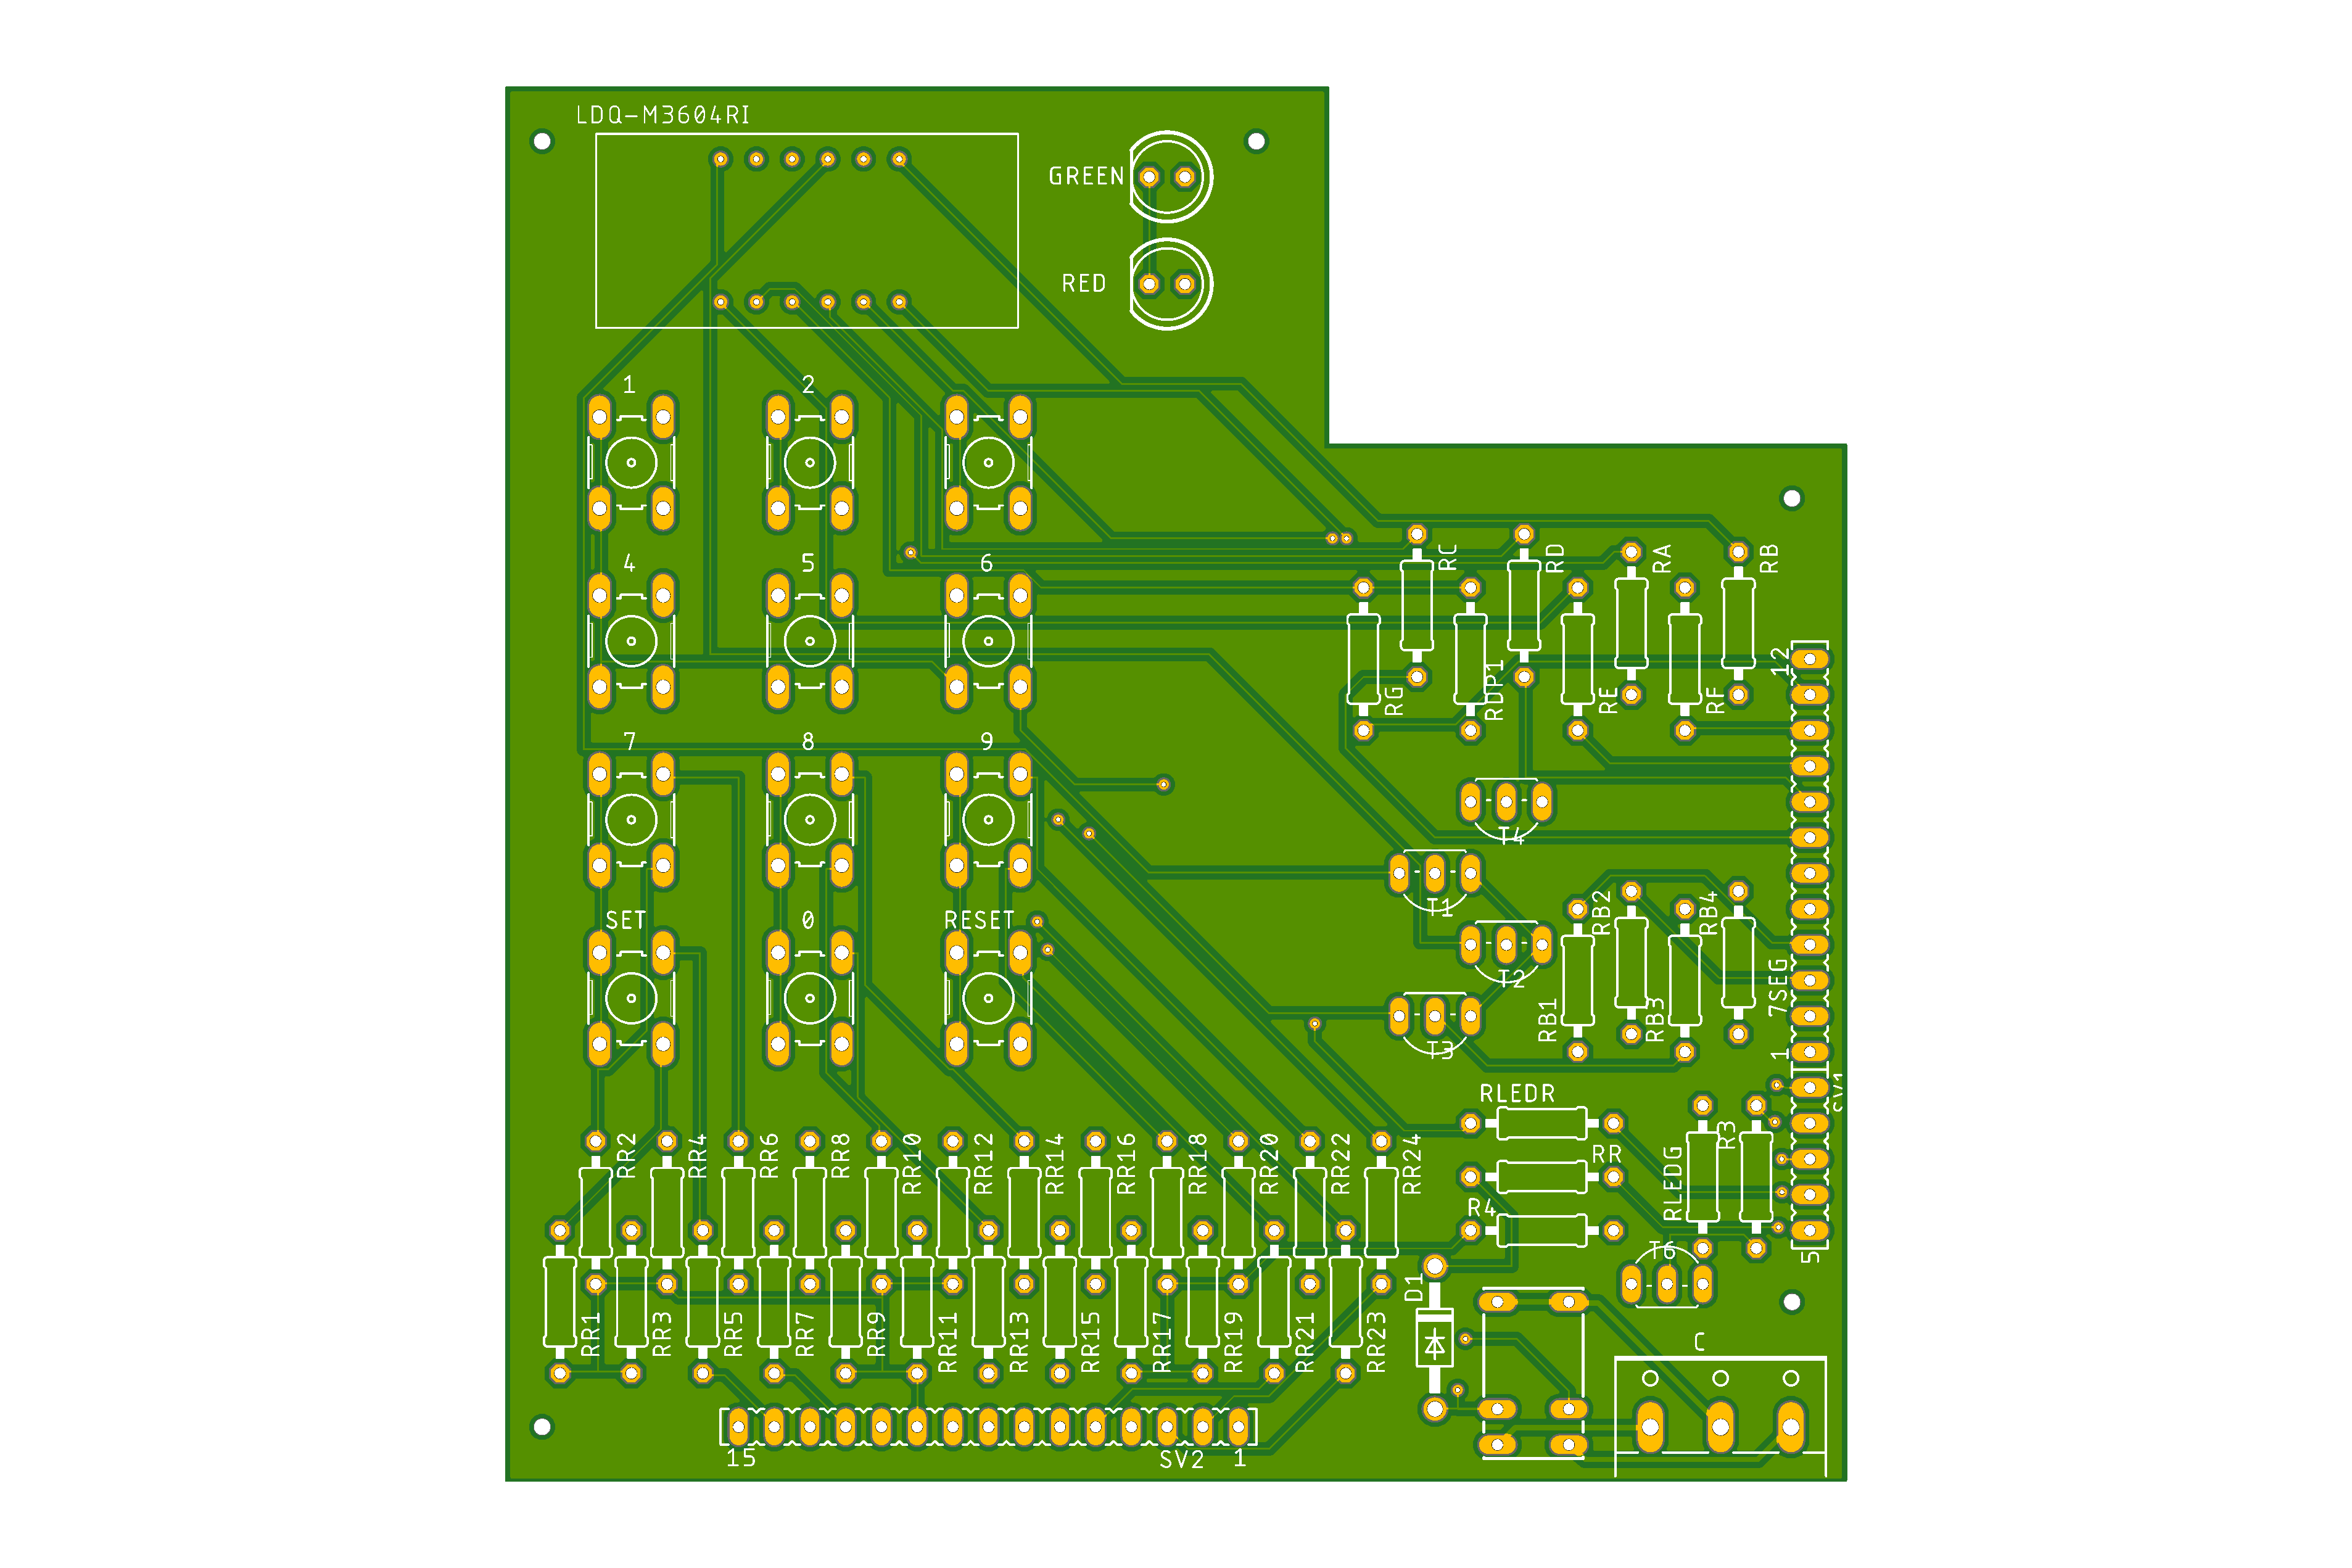 LDQ-M3604RI
GREEN
RED
1
2
4
5
6
RC
RD
RA
RB
RG
RDP1
RE
RF
12
7
8
9
T4
T1
RB2
RB4
SET
0
RESET
T2
7SEG
RB1
RB3
T3
1
RLEDR
RR2
RR4
RR6
RR8
RR10
RR12
RR14
RR16
RR18
RR20
RR22
RR24
RR
R3
RLEDG
R4
T6
5
D1
RR1
RR3
RR5
RR7
RR9
RR11
RR13
RR15
RR17
RR19
RR21
RR23
C
15
SV2
1